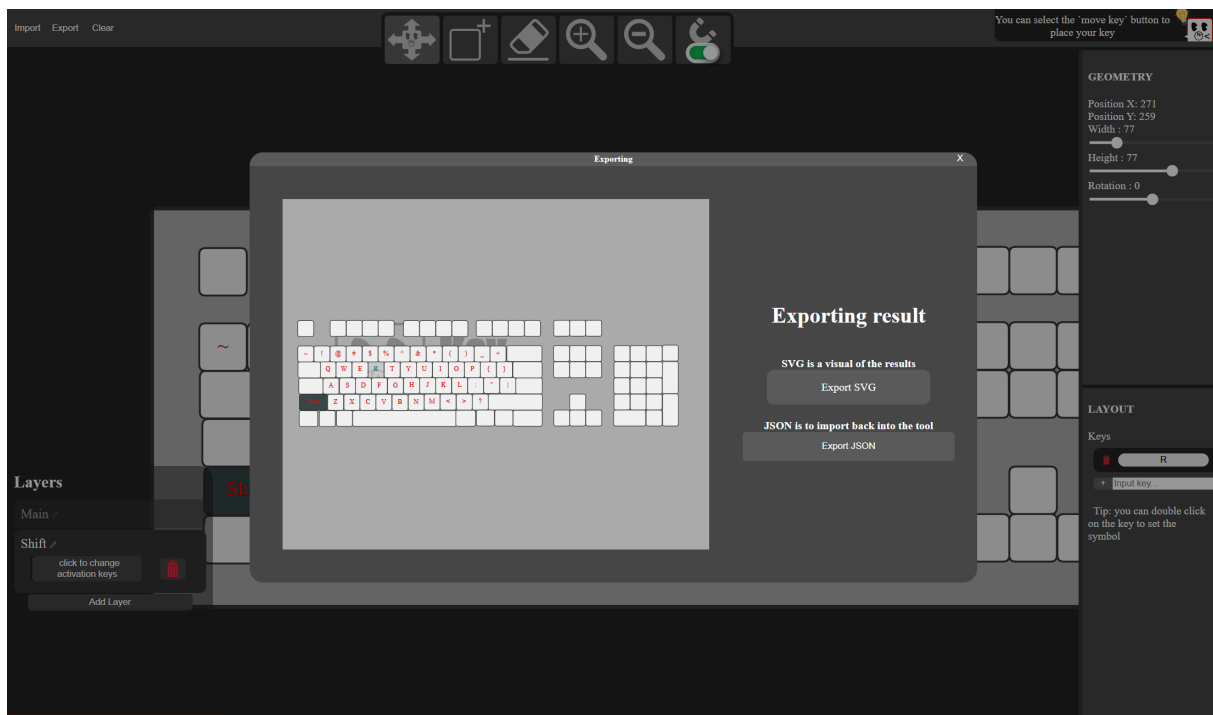 Import Export Clear
You can select the `move key` button to
place your key
GEOMETRY
Position X: 271
Position Y: 259
Width : 77
Height : 77
Rotation : 0
Exporting X
Exporting result
SVG is a visual of the results
Export SVG
JSON is to import back into the tool
Export JSON
~ ! @ # $ % ^ & * ( ) _ +
Q W E R T Y U I O P { }
A S D F G H J K L : " |
Shift Z X C V B N M < > ?
~
Sh
Layers
Main
Shift
click to change
activation keys
Add Layer
LAYOUT
Keys
R
+ Input key...
Tip: you can double click
on the key to set the
symbol